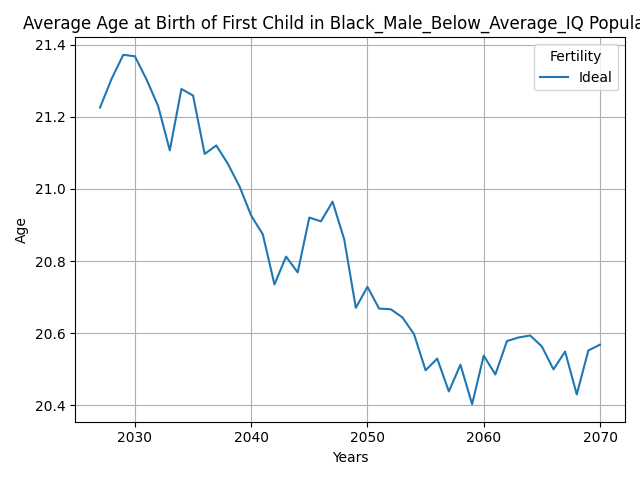 Average Age at Birth of First Child in Black_Male_Below_Average_IQ Popula
Fertility
Ideal
21.4
21.2
21.0
20.8
20.6
20.4
Age
2030 2040 2050 2060 2070
Years